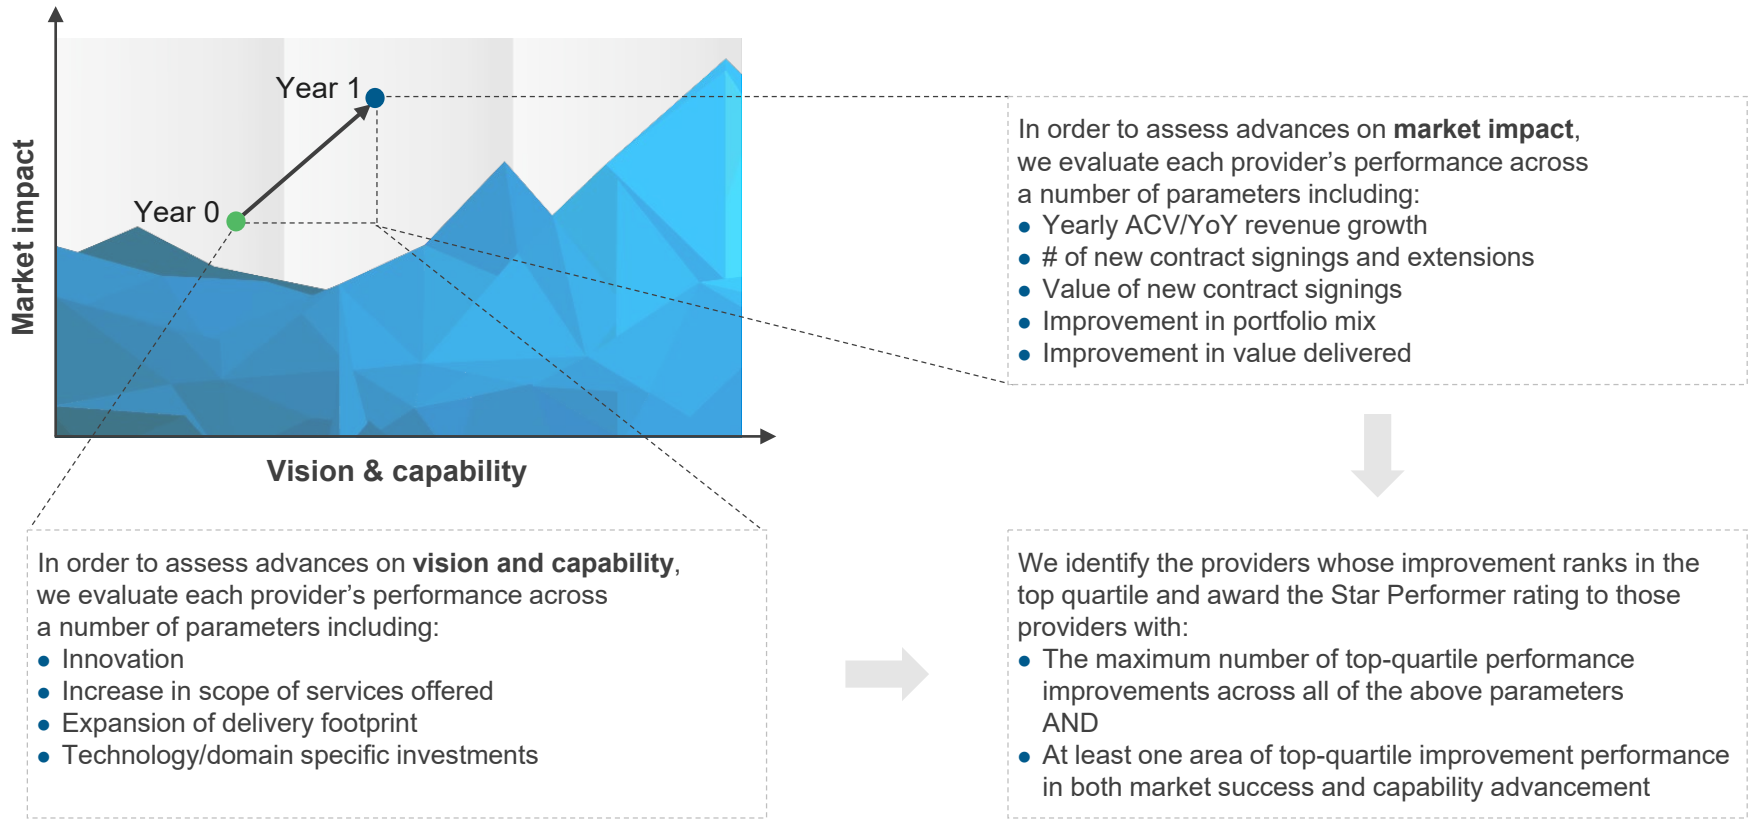 Market impact
Year 1
Year 0
Vision & capability
In order to assess advances on market impact,
we evaluate each provider’s performance across
a number of parameters including:
● Yearly ACV/YoY revenue growth
● # of new contract signings and extensions
● Value of new contract signings
● Improvement in portfolio mix
● Improvement in value delivered
In order to assess advances on vision and capability,
we evaluate each provider’s performance across
a number of parameters including:
● Innovation
● Increase in scope of services offered
● Expansion of delivery footprint
● Technology/domain specific investments
We identify the providers whose improvement ranks in the
top quartile and award the Star Performer rating to those
providers with:
● The maximum number of top-quartile performance
improvements across all of the above parameters
AND
● At least one area of top-quartile improvement performance
in both market success and capability advancement